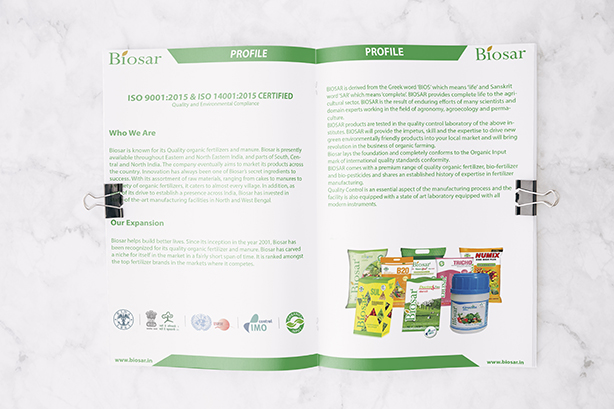 Biosar
PROFILE
ISO 9001:2015 & ISO 14001:2015 CERTIFIED
Quality and Environmental Compliance
Who We Are
Biosar is known for its Quality organic fertilizers and manure. Biosar is presently
available throughout Eastern and North Eastern India, and parts of South, Cen-
tral and North India. The company eventually aims to market its products across
the country. Innovation has always been one of Biosar's secret ingredients to
success. With its assortment of raw materials, ranging from cakes to manures to
of organic fertilizers, it caters to almost every village. In addition, as
of its drive to establish a presence across India, Biosar has invested in
of-the-art manufacturing facilities in North and West Bengal
Our Expansion
Biosar helps build better lives. Since its inception in the year 2001, Biosar has
been recognized for its quality organic fertilizer and manure. Biosar has carved
a niche for itself in the market in a fairly short span of time. It is ranked amongst
the top fertilizer brands in the markets where it competes.
control
IMO
www.biosar.in
PROFILE
Biosar
BIOSAR is derived from the Greek word 'BIOS' which means 'life' and Sanskrit
word 'SAR' which means 'complete'. BIOSAR provides complete life to the agri-
cultural sector. BIOSAR is the result of enduring efforts of many scientists and
domain experts working in the field of agronomy, agroecology and perma-
culture.
BIOSAR products are tested in the quality control laboratory of the above in-
stitutes. BIOSAR will provide the impetus, skill and the expertise to drive new
green environmentally friendly products into your local market and will bring
revolution in the business of organic farming.
Biosar lays the foundation and completely conforms to the Organic Input
mark of international quality standards conformity.
BIOSAR comes with a premium range of quality organic fertilizer, bio-fertilizer
and bio-pesticides and shares an established history of expertise in fertilizer
manufacturing.
Quality Control is an essential aspect of the manufacturing process and the
facility is also equipped with a state of art laboratory equipped with all
modern instruments.
Biosar
B20
TRICHO
NUMIX
Biosar
Biosar
www.biosar.in